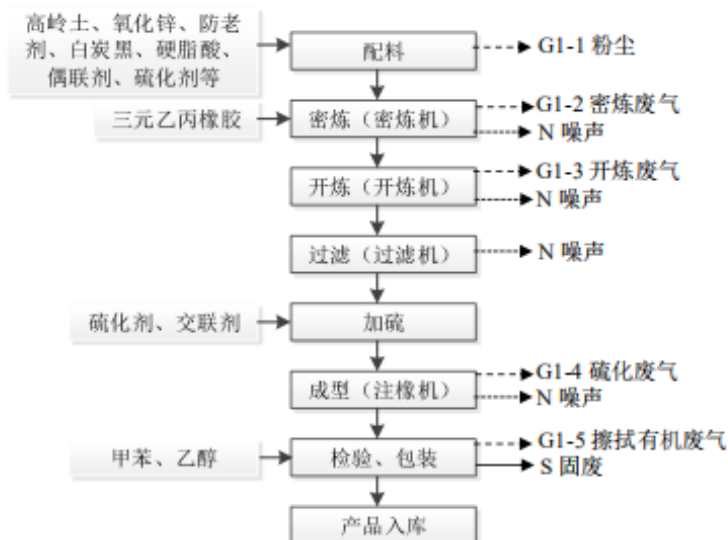 高岭土、氧化锌、防老
剂、白炭黑、硬脂酸、
偶联剂、硫化剂等
配料
G1-1 粉尘
三元乙丙橡胶
密炼（密炼机）
G1-2 密炼废气
N 噪声
开炼（开炼机）
G1-3 开炼废气
N 噪声
过滤（过滤机）
N 噪声
硫化剂、交联剂
加硫
成型（注橡机）
G1-4 硫化废气
N 噪声
甲苯、乙醇
检验、包装
G1-5 擦拭有机废气
S 固废
产品入库